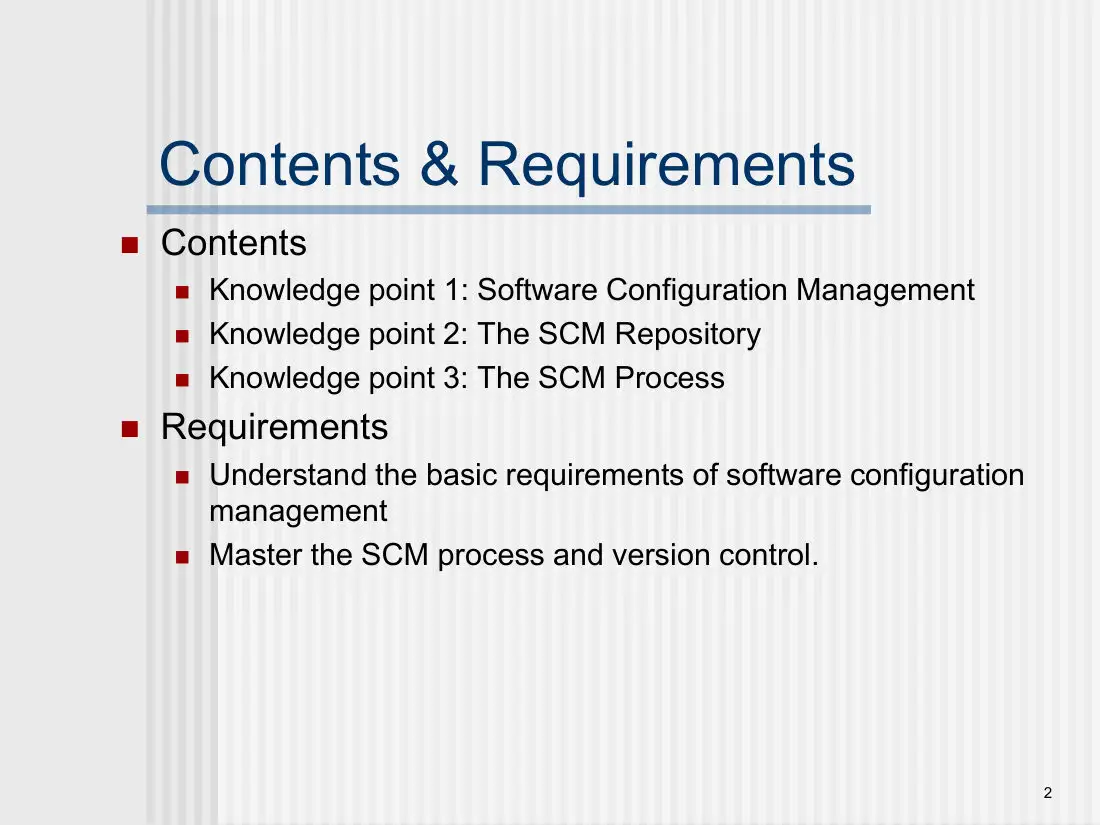 Contents & Requirements
Contents
Knowledge point 1: Software Configuration Management
Knowledge point 2: The SCM Repository
Knowledge point 3: The SCM Process
Requirements
Understand the basic requirements of software configuration
management
Master the SCM process and version control.
2